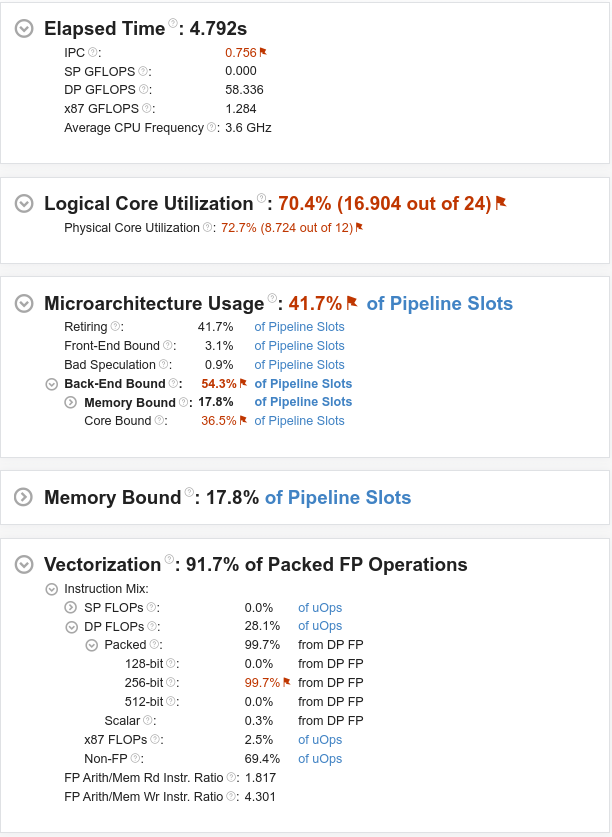 Elapsed Time ?: 4.792s
IPC ?: 0.756
SP GFLOPS ?: 0.000
DP GFLOPS ?: 58.336
x87 GFLOPS ?: 1.284
Average CPU Frequency ?: 3.6 GHz
Logical Core Utilization ?: 70.4% (16.904 out of 24)
Physical Core Utilization ?: 72.7% (8.724 out of 12)
Microarchitecture Usage ?: 41.7% of Pipeline Slots
Retiring ?: 41.7% of Pipeline Slots
Front-End Bound ?: 3.1% of Pipeline Slots
Bad Speculation ?: 0.9% of Pipeline Slots
Back-End Bound ?: 54.3% of Pipeline Slots
Memory Bound ?: 17.8% of Pipeline Slots
Core Bound ?: 36.5% of Pipeline Slots
Memory Bound ?: 17.8% of Pipeline Slots
Vectorization ?: 91.7% of Packed FP Operations
Instruction Mix:
SP FLOPs ?: 0.0% of uOps
DP FLOPs ?: 28.1% of uOps
Packed ?: 99.7% from DP FP
128-bit ?: 0.0% from DP FP
256-bit ?: 99.7% from DP FP
512-bit ?: 0.0% from DP FP
Scalar ?: 0.3% from DP FP
x87 FLOPs ?: 2.5% of uOps
Non-FP ?: 69.4% of uOps
FP Arith/Mem Rd Instr. Ratio ?: 1.817
FP Arith/Mem Wr Instr. Ratio ?: 4.301